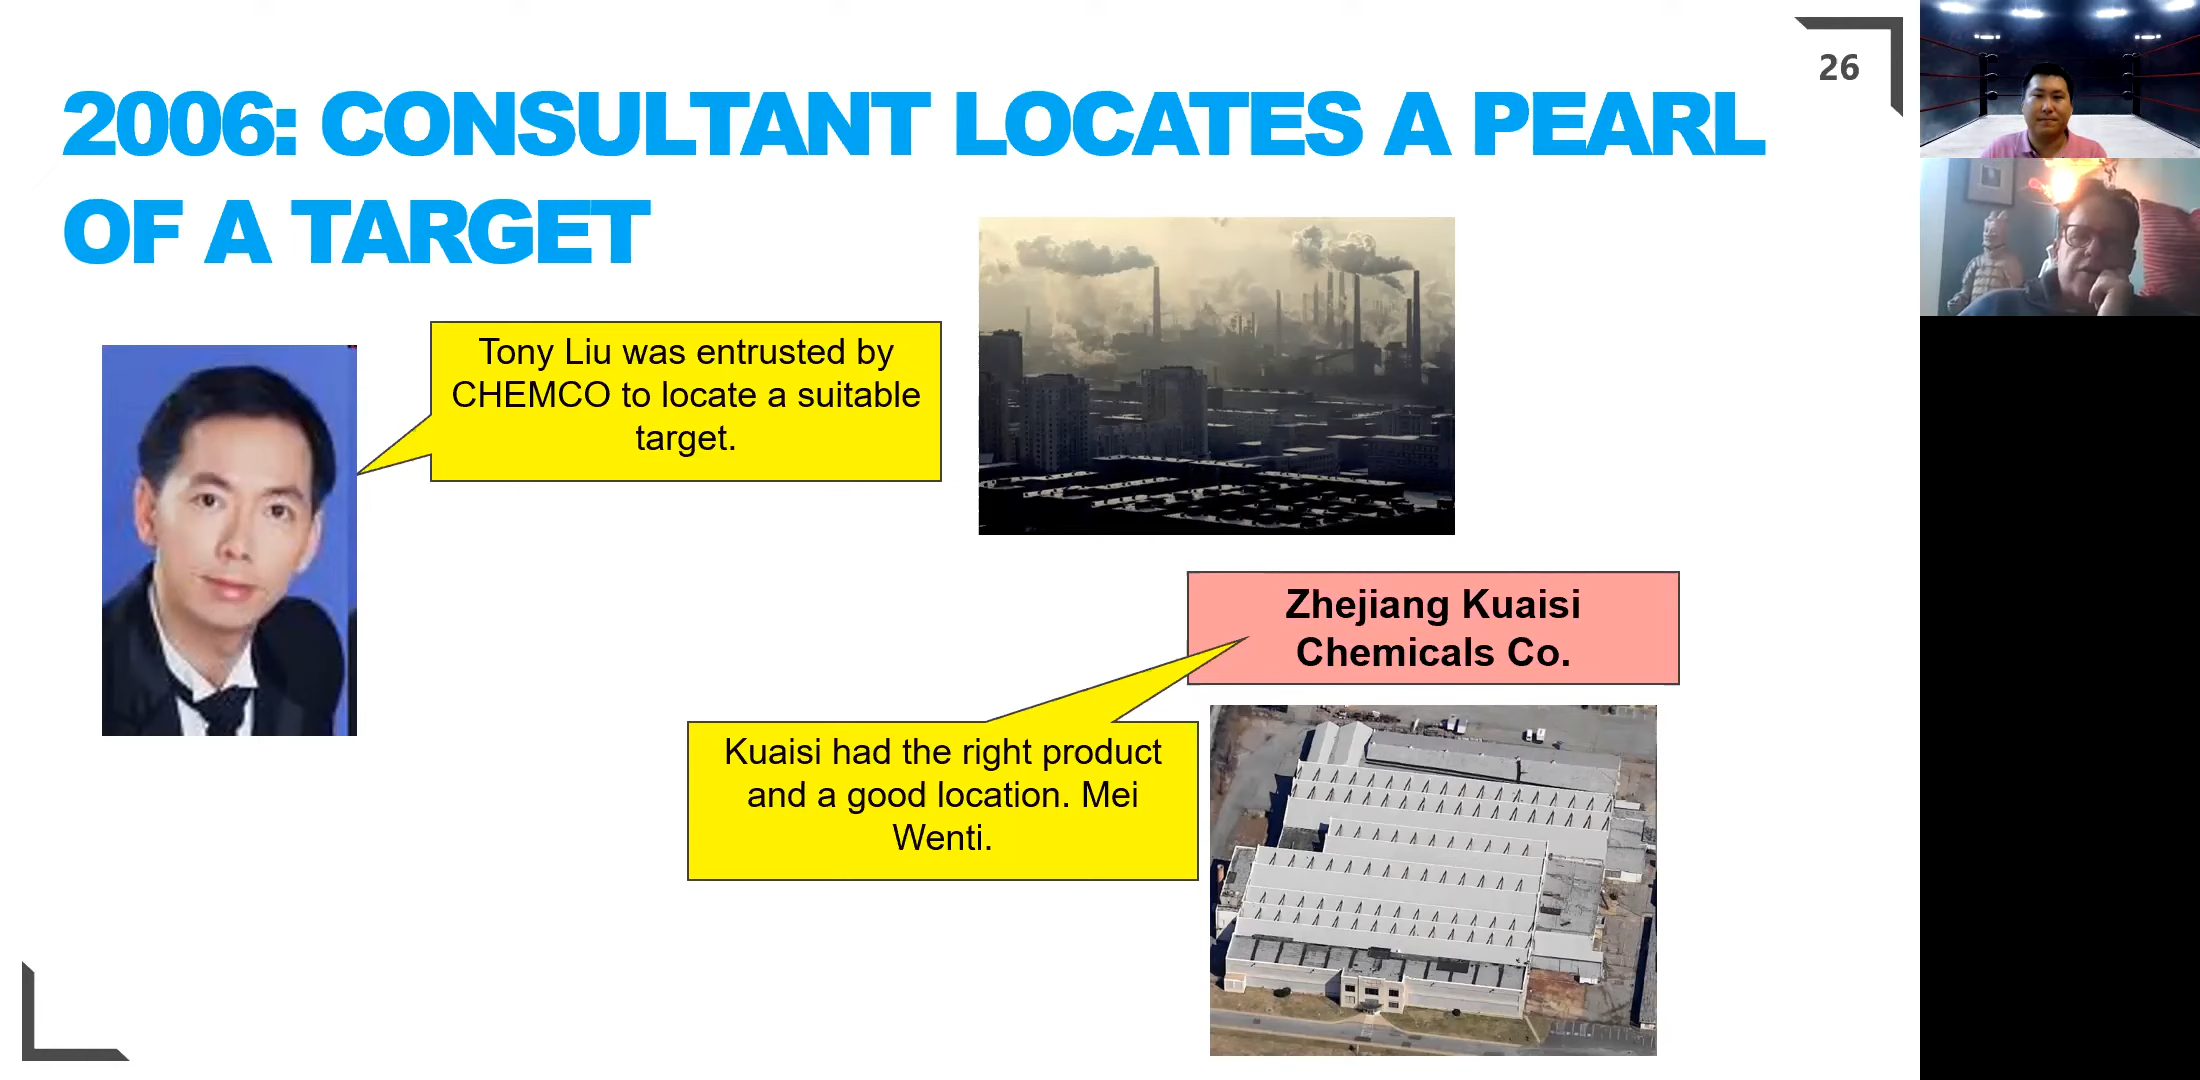 26
2006: CONSULTANT LOCATES A PEARL
OF A TARGET
Tony Liu was entrusted by
CHEMCO to locate a suitable
target.
Zhejiang Kuaisi
Chemicals Co.
Kuaisi had the right product
and a good location. Mei
Wenti.